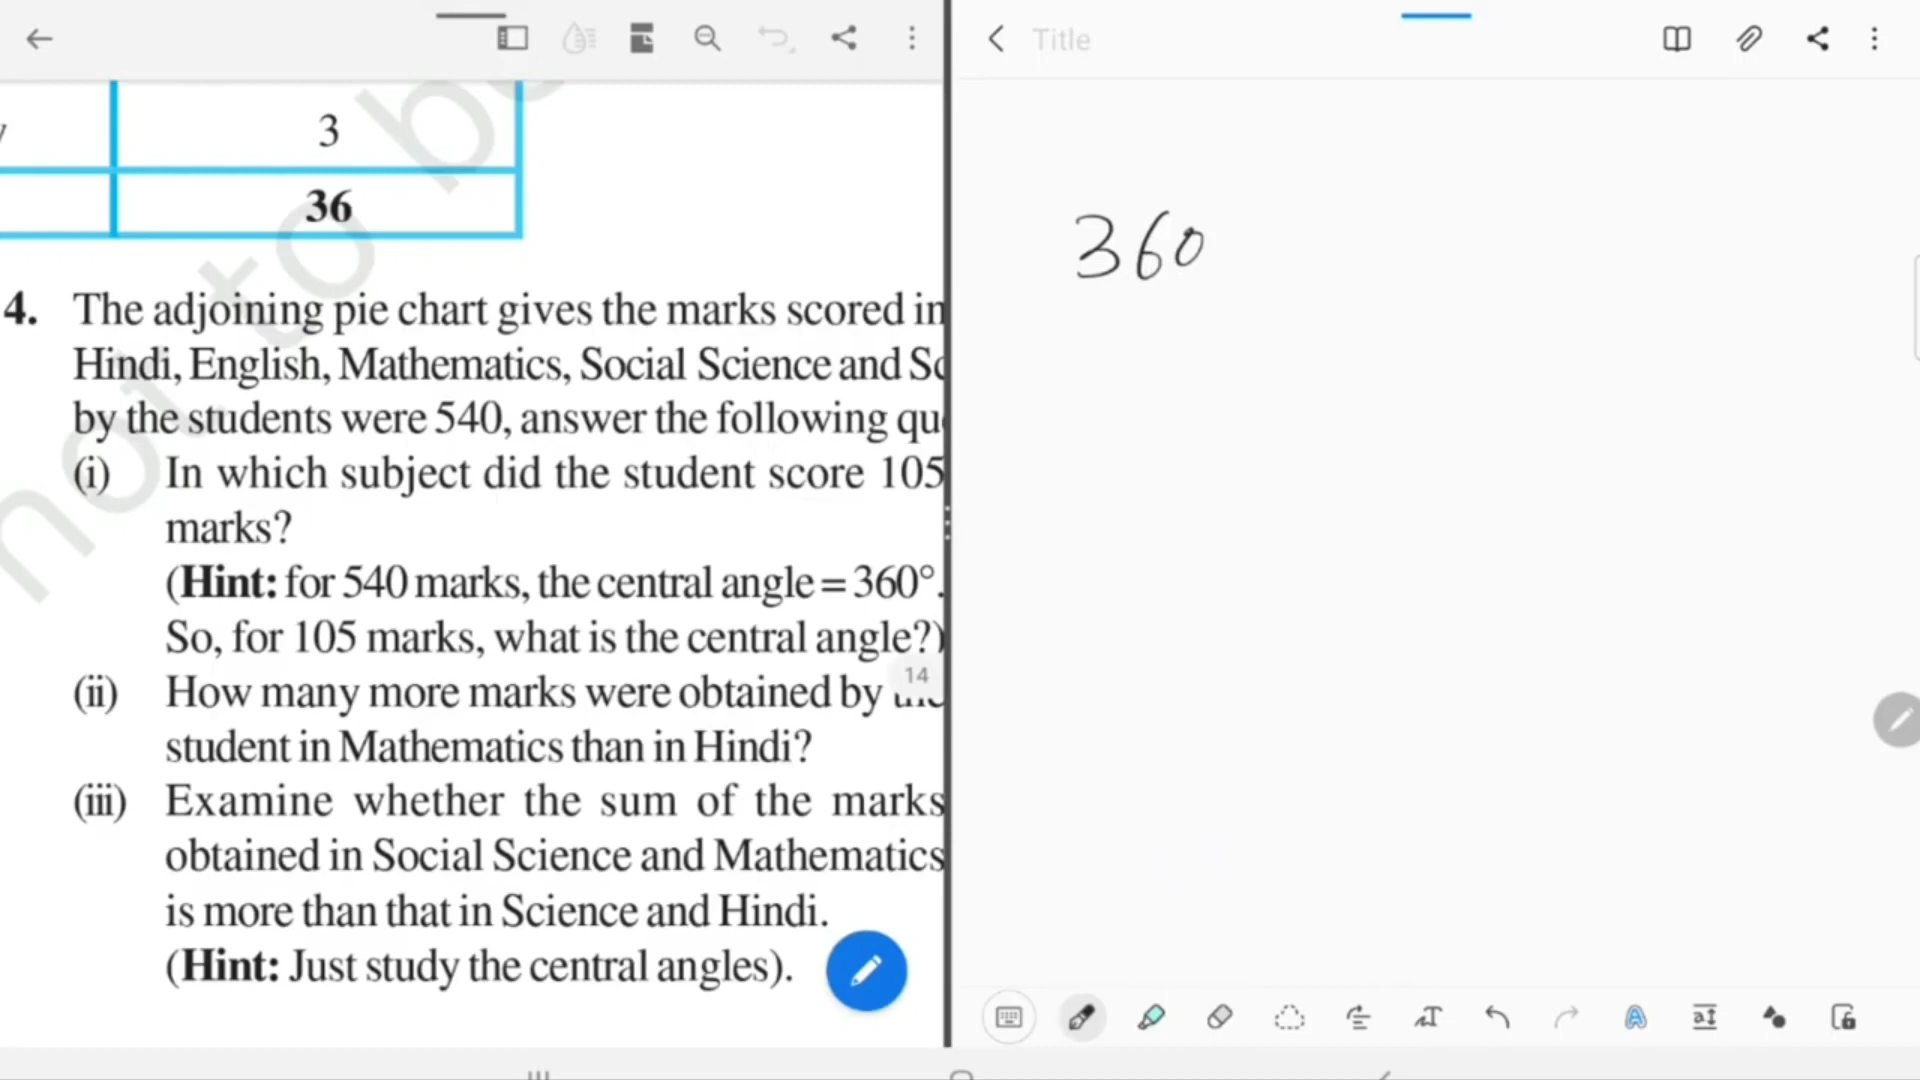 Title
3
36
360
4. The adjoining pie chart gives the marks scored in
Hindi, English, Mathematics, Social Science and
by the students were 540, answer the following
(i) In which subject did the student score 105
marks?
(Hint: for 540 marks, the central angle = 360°.
So, for 105 marks, what is the central angle?)
14
(ii) How many more marks were obtained by
student in Mathematics than in Hindi?
(iii) Examine whether the sum of the marks
obtained in Social Science and Mathematics
is more than that in Science and Hindi.
(Hint: Just study the central angles).
not to